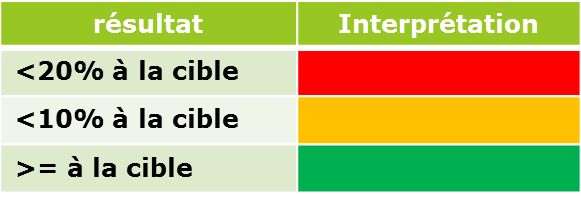 résultat Interprétation
<20% à la cible
<10% à la cible
>= à la cible